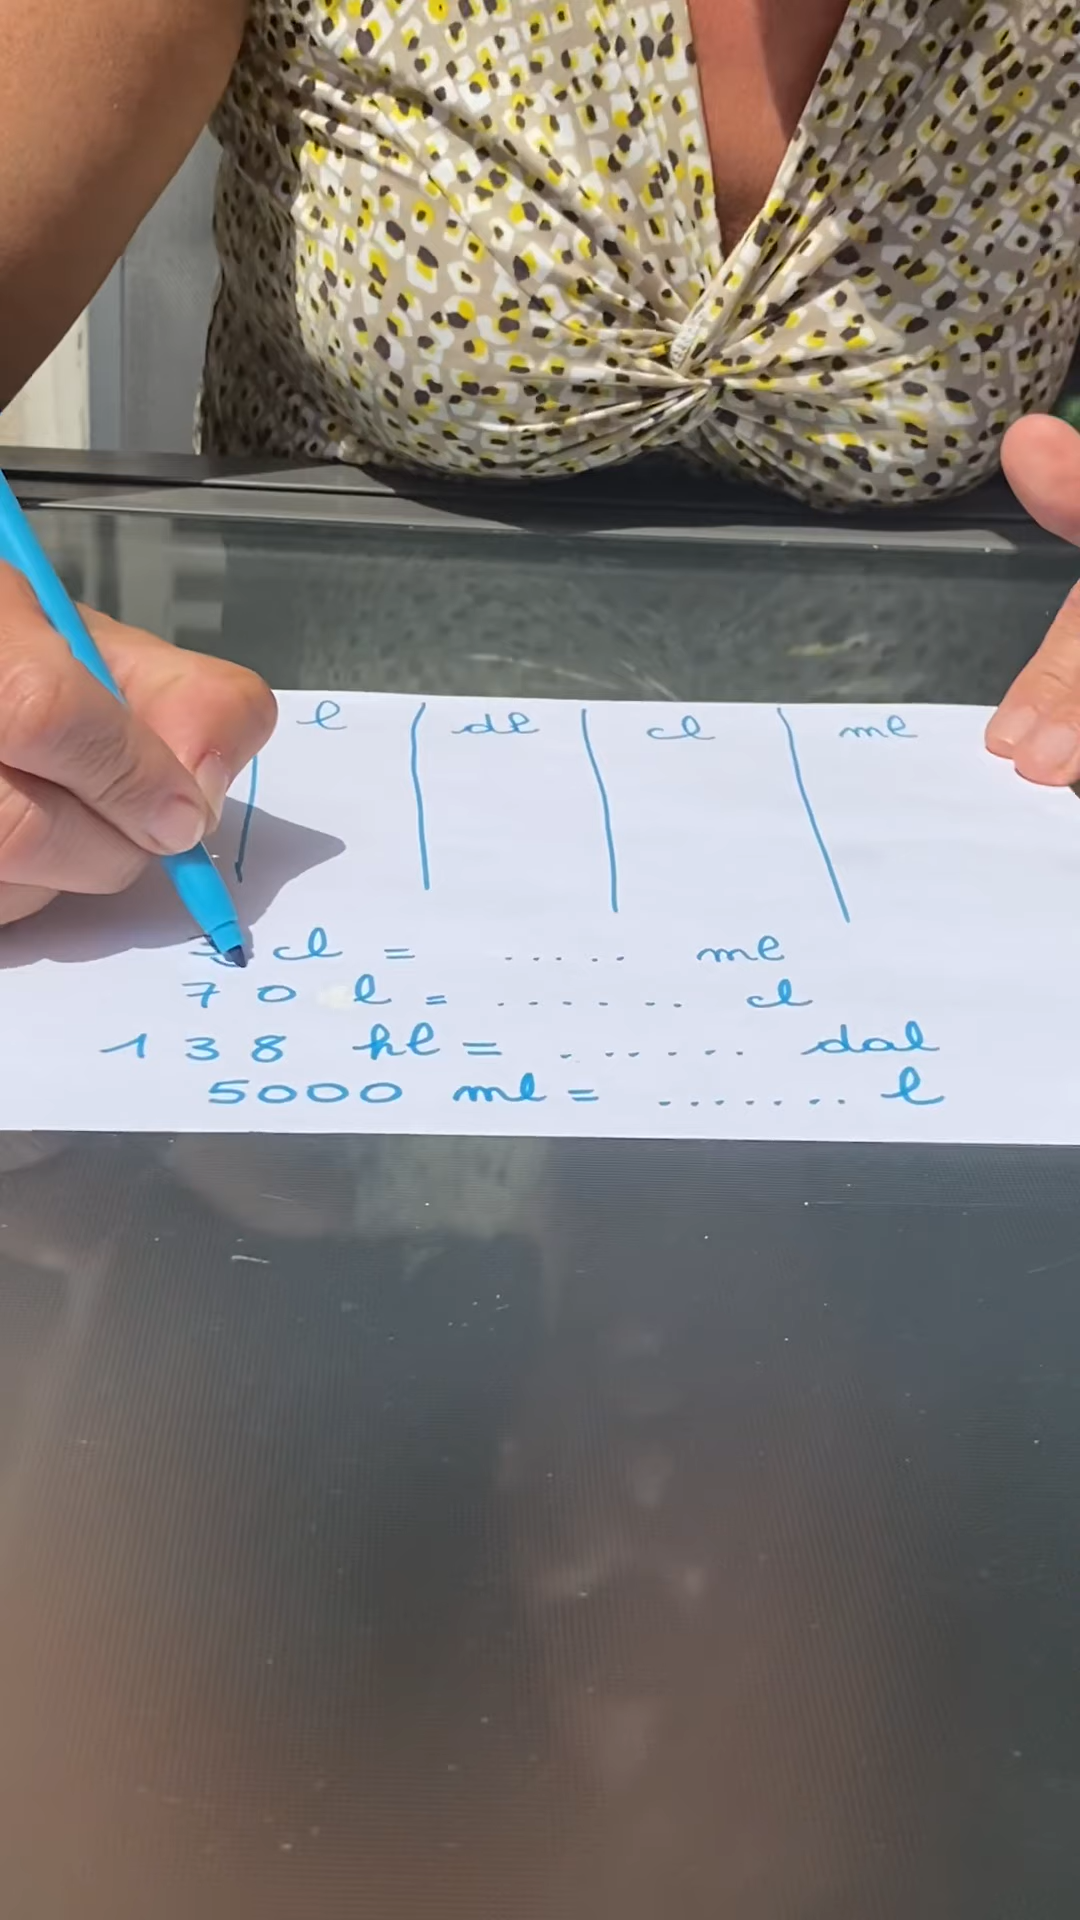 l dl cl ml
cl = ..... ml
70 l = ...... cl
138 hl = ....... dal
5000 ml = ....... l